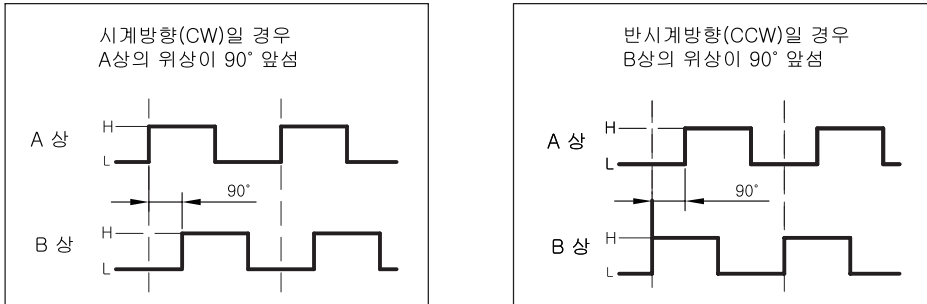 시계방향(CW)일 경우
A상의 위상이 90° 앞섬
A 상
H
L
90°
B 상
H
L
반시계방향(CCW)일 경우
B상의 위상이 90° 앞섬
A 상
H
L
90°
B 상
H
L